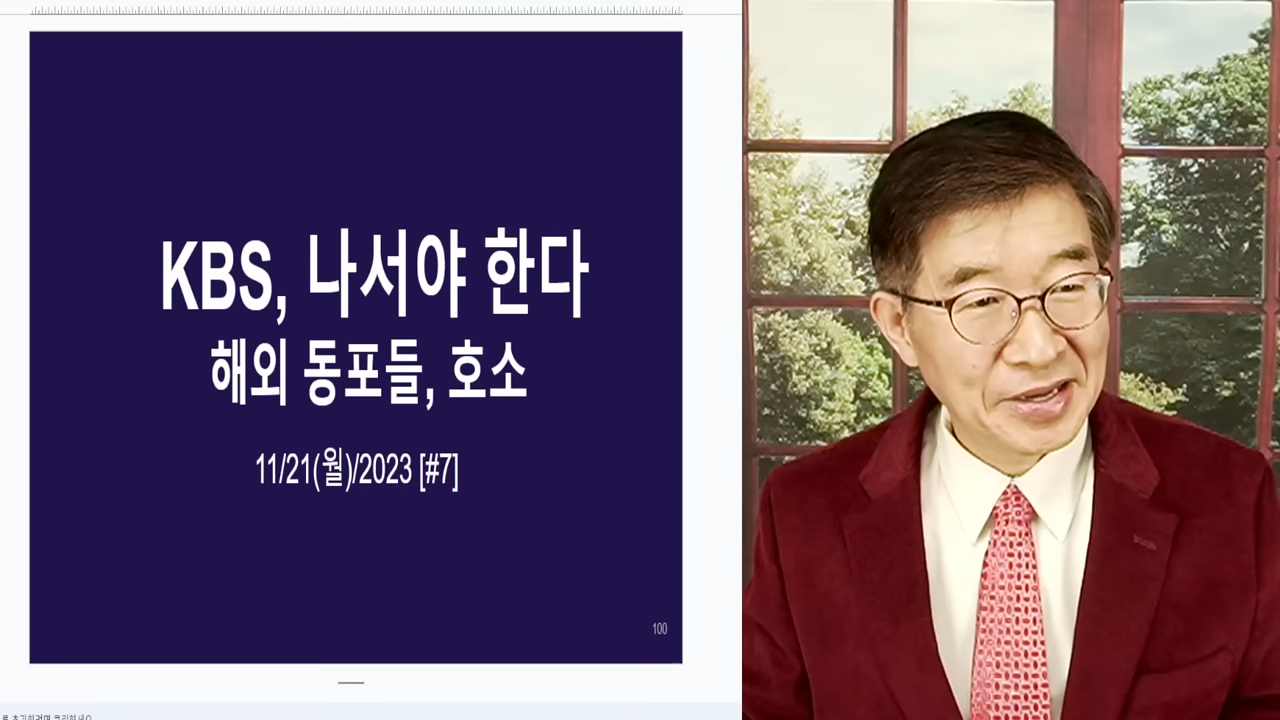 KBS, 나서야 한다
해외 동포들, 호소
11/21(월)/2023 [#7]
100